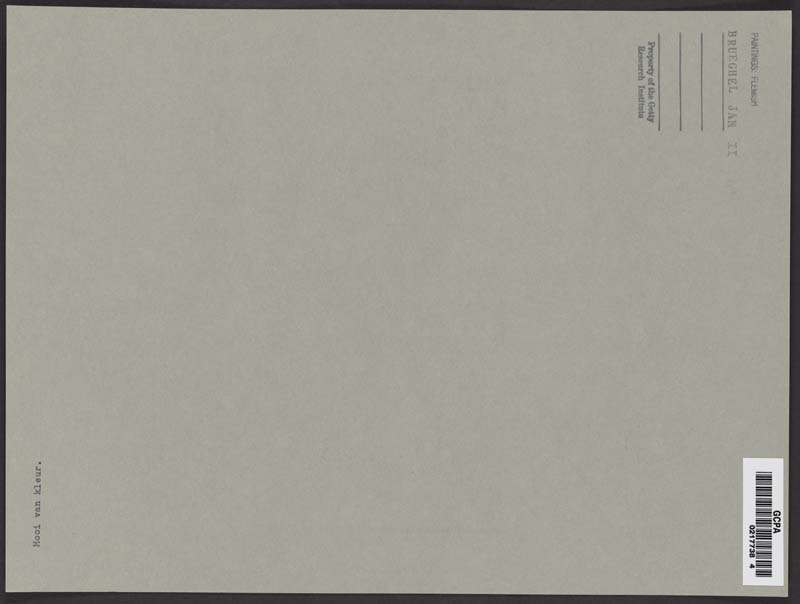 PAINTINGS: FLEMISH
BRUEGHEL JAN II
Property of the Getty
Research Institute
GCPA
0217738 4
Mooi van kleur.